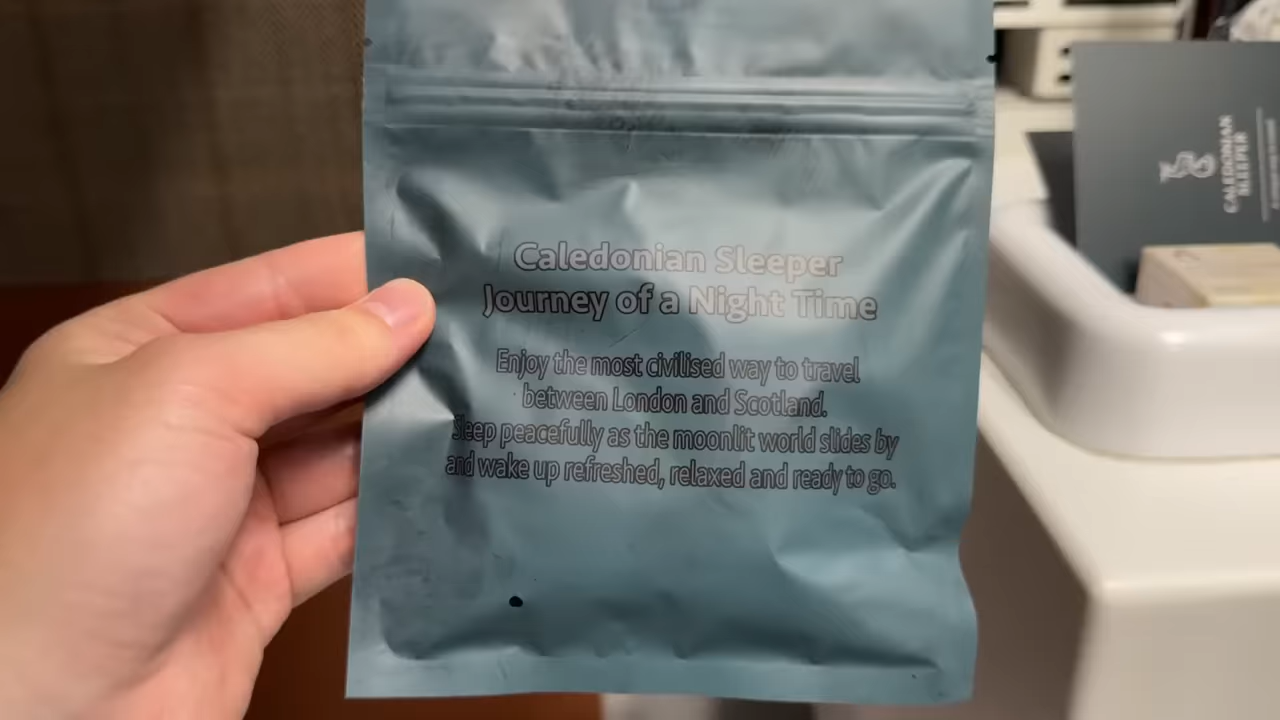 Caledonian Sleeper
Journey of a Night Time
Enjoy the most civilised way to travel
between London and Scotland.
Sleep peacefully as the moonlit world slides by
and wake up refreshed, relaxed and ready to go.
CALEDONIAN
SLEEPER